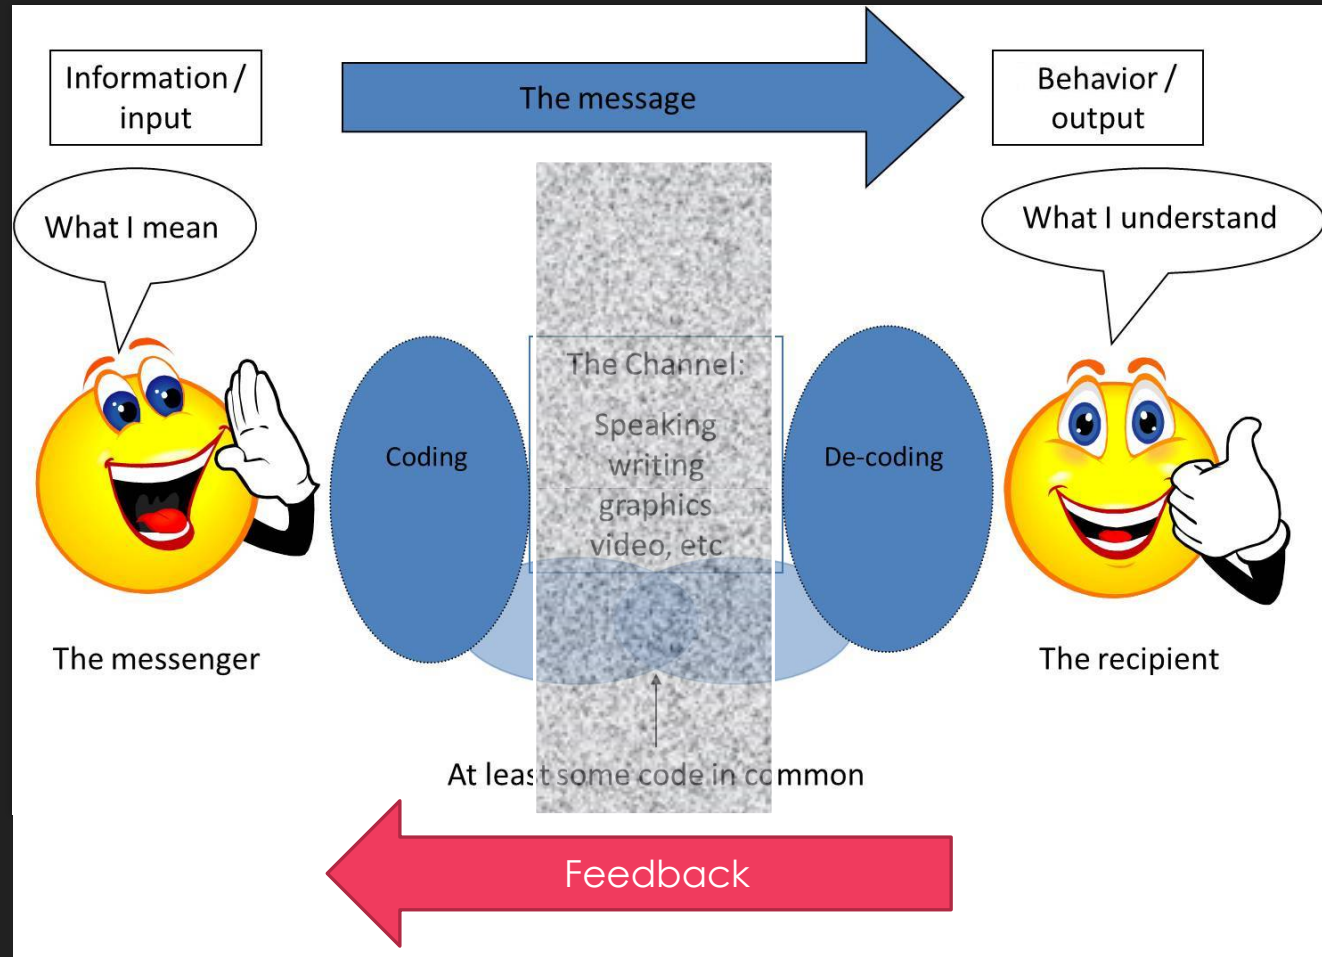 Information /
input
The message
Behavior /
output
What I mean
What I understand
Coding
The Channel:
Speaking
writing
graphics
video, etc
De-coding
The messenger
The recipient
At least some code in common
Feedback